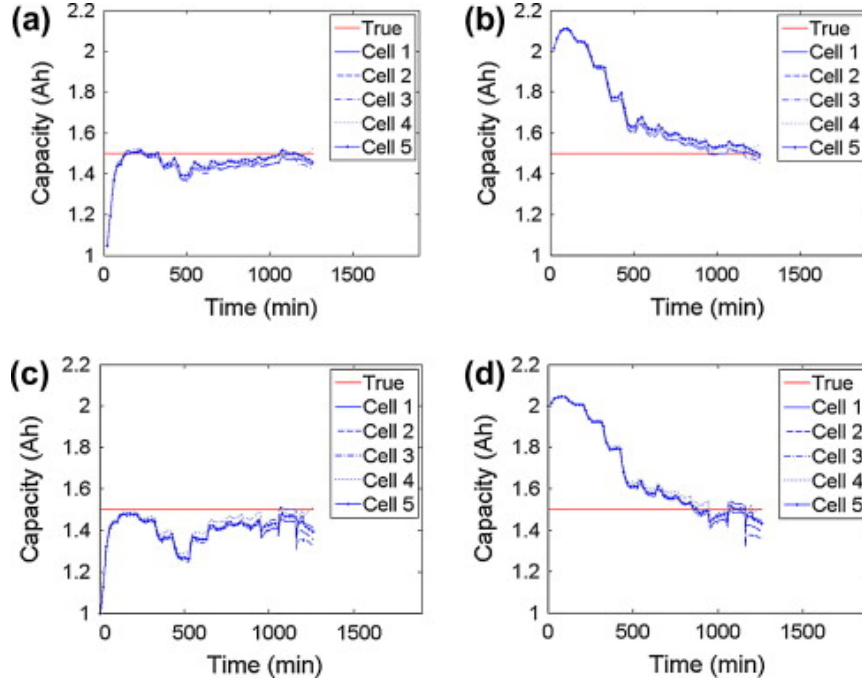 (a)
Capacity (Ah)
2.2
2
1.8
1.6
1.4
1.2
1
0
500
1000
1500
Time (min)
True
Cell 1
Cell 2
Cell 3
Cell 4
Cell 5
(b)
Capacity (Ah)
2.2
2
1.8
1.6
1.4
1.2
1
0
500
1000
1500
Time (min)
True
Cell 1
Cell 2
Cell 3
Cell 4
Cell 5
(c)
Capacity (Ah)
2.2
2
1.8
1.6
1.4
1.2
1
0
500
1000
1500
Time (min)
True
Cell 1
Cell 2
Cell 3
Cell 4
Cell 5
(d)
Capacity (Ah)
2.2
2
1.8
1.6
1.4
1.2
1
0
500
1000
1500
Time (min)
True
Cell 1
Cell 2
Cell 3
Cell 4
Cell 5